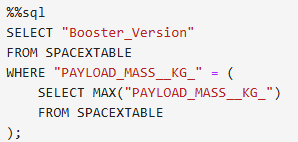 %%sql
SELECT "Booster_Version"
FROM SPACEXTABLE
WHERE "PAYLOAD_MASS__KG_" = (
    SELECT MAX("PAYLOAD_MASS__KG_")
    FROM SPACEXTABLE
);